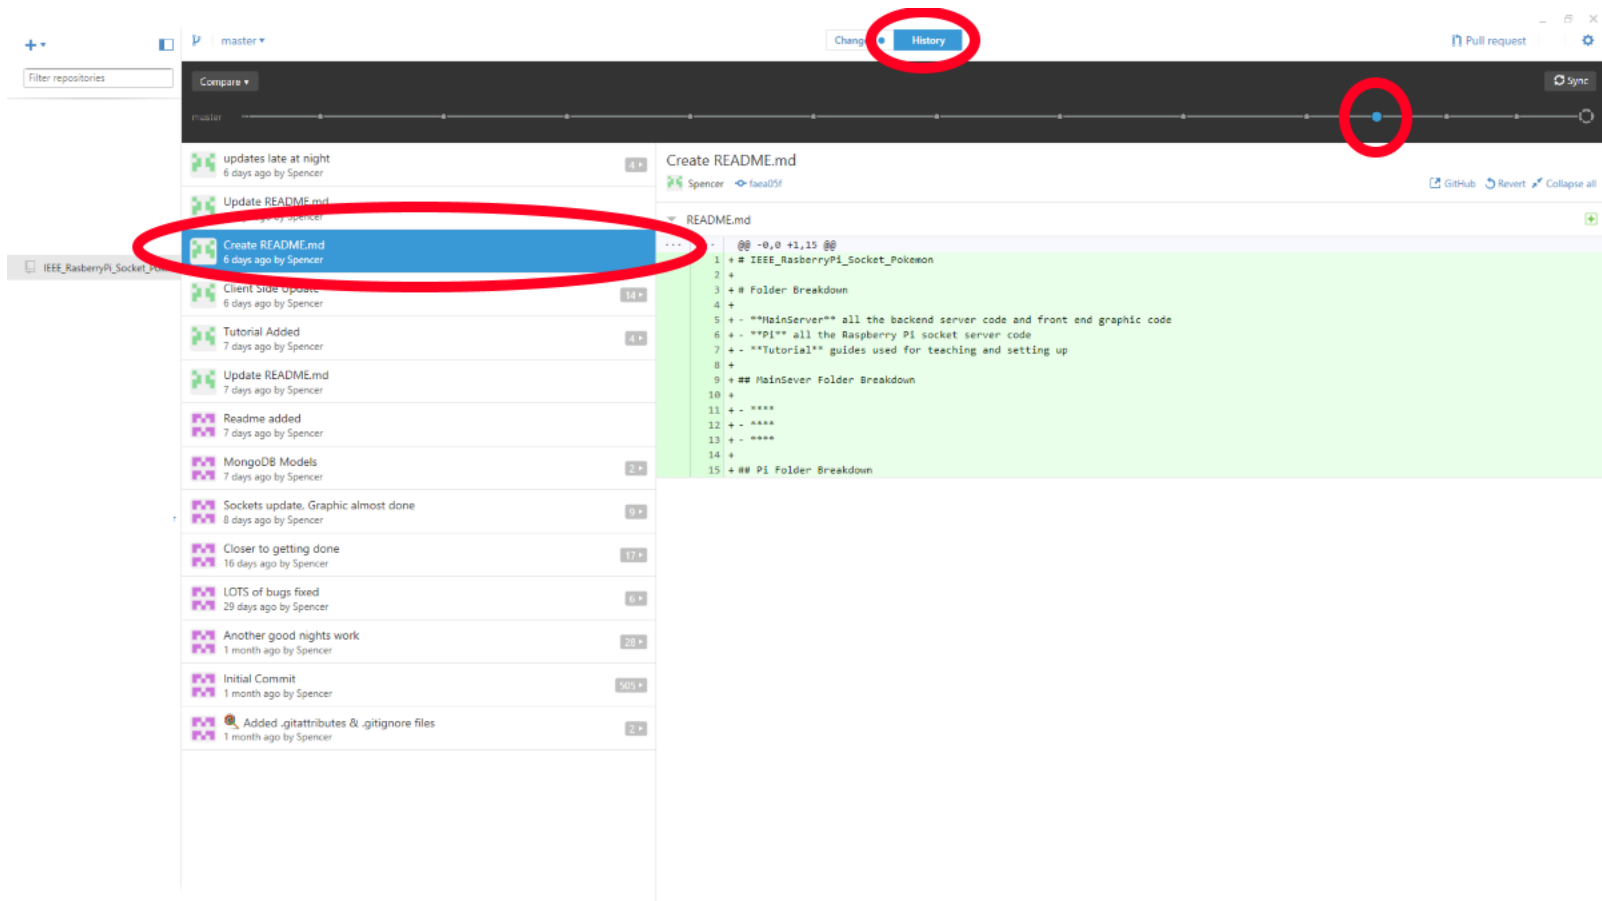 master
Chang
History
Pull request
Filter repositories
Compare
Sync
master
updates late at night
6 days ago by Spencer
4
Update README.md
Spencer
Create README.md
6 days ago by Spencer
IEEE_RasberryPi_Socket_Po
Client Side Update
6 days ago by Spencer
14
Tutorial Added
7 days ago by Spencer
4
Update README.md
7 days ago by Spencer
Readme added
7 days ago by Spencer
MongoDB Models
7 days ago by Spencer
2
Sockets update, Graphic almost done
8 days ago by Spencer
9
Closer to getting done
16 days ago by Spencer
17
LOTS of bugs fixed
29 days ago by Spencer
6
Another good nights work
1 month ago by Spencer
28
Initial Commit
1 month ago by Spencer
505
Added .gitattributes & .gitignore files
1 month ago by Spencer
2
Create README.md
Spencer faea05f
GitHub Revert Collapse all
README.md
@@ -0,0 +1,15 @@
1 + # IEEE_RasberryPi_Socket_Pokemon
2 +
3 + # Folder Breakdown
4 +
5 + - **MainServer** all the backend server code and front end graphic code
6 + - **Pi** all the Raspberry Pi socket server code
7 + - **Tutorial** guides used for teaching and setting up
8 +
9 + ## MainSever Folder Breakdown
10 +
11 + - ****
12 + - ****
13 + - ****
14 +
15 + ## Pi Folder Breakdown